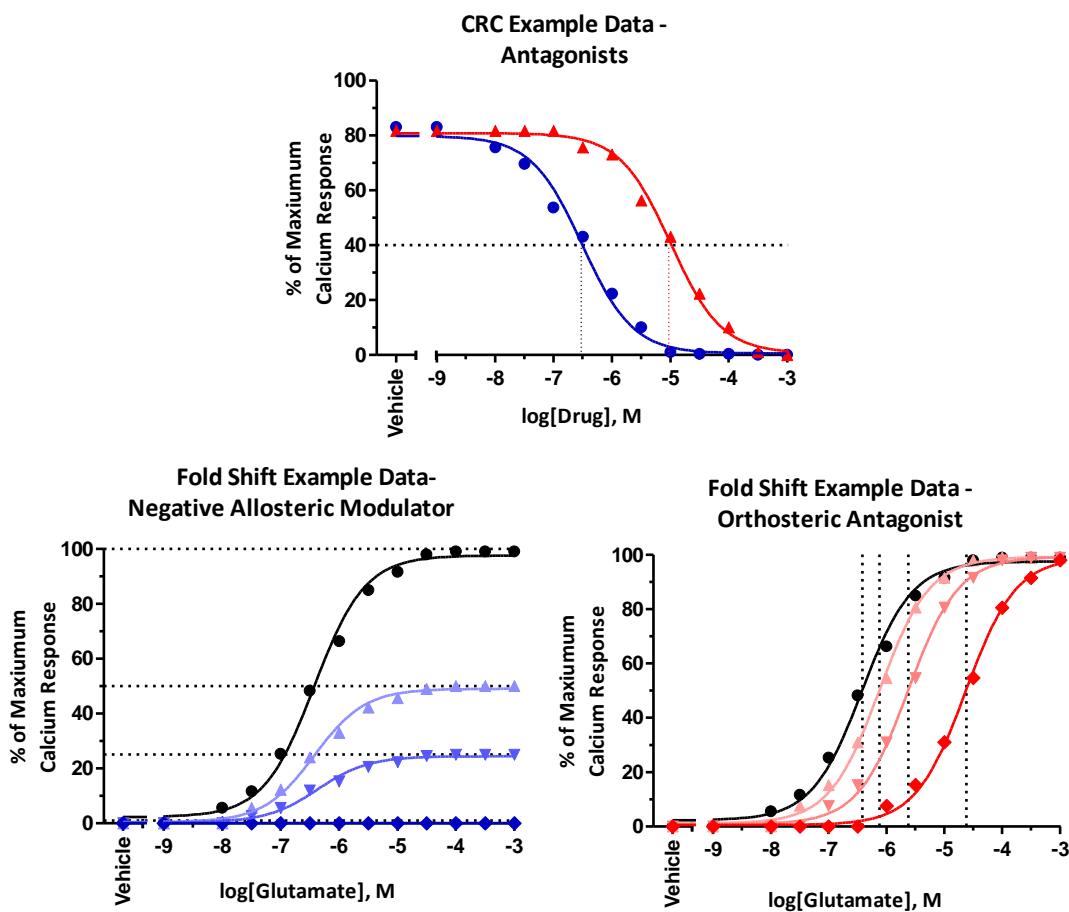 CRC Example Data -
Antagonists
% of Maxiumum
Calcium Response
100
80
60
40
20
0
Vehicle
-9
-8
-7
-6
-5
-4
-3
log[Drug], M
Fold Shift Example Data-
Negative Allosteric Modulator
% of Maxiumum
Calcium Response
100
80
60
40
20
0
Vehicle
-9
-8
-7
-6
-5
-4
-3
log[Glutamate], M
Fold Shift Example Data -
Orthosteric Antagonist
% of Maxiumum
Calcium Response
100
80
60
40
20
0
Vehicle
-9
-8
-7
-6
-5
-4
-3
log[Glutamate], M